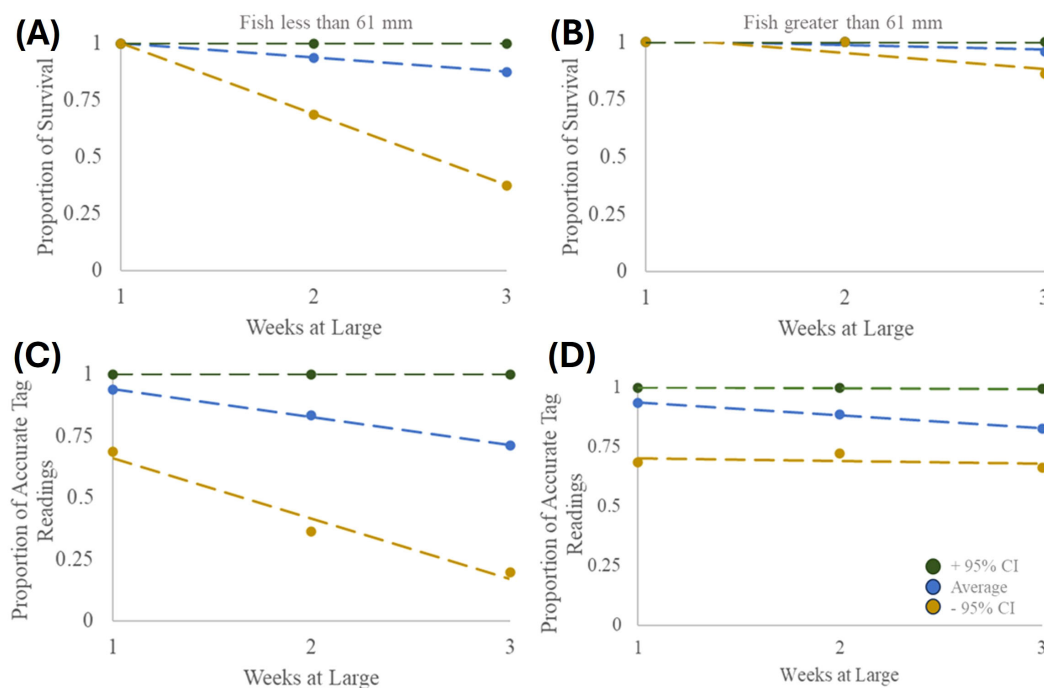 (A)
Fish less than 61 mm
Proportion of Survival
1
0.75
0.5
0.25
0
1 2 3
Weeks at Large
(B)
Fish greater than 61 mm
Proportion of Survival
1
0.75
0.5
0.25
0
1 2 3
Weeks at Large
(C)
Proportion of Accurate Tag
Readings
1
0.75
0.5
0.25
0
1 2 3
Weeks at Large
(D)
Proportion of Accurate Tag
Readings
1
0.75
0.5
0.25
0
+ 95% CI
Average
- 95% CI
1 2 3
Weeks at Large